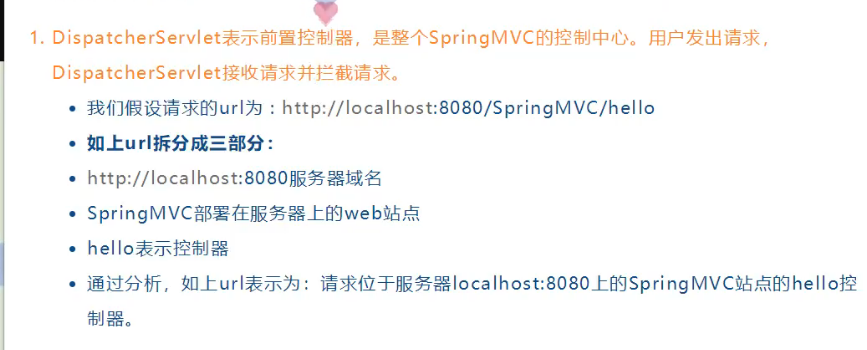 1. DispatcherServlet表示前置控制器，是整个SpringMVC的控制中心。用户发出请求，
DispatcherServlet接收请求并拦截请求。
• 我们假设请求的url为 : http://localhost:8080/SpringMVC/hello
• 如上url拆分成三部分：
• http://localhost:8080服务器域名
• SpringMVC部署在服务器上的web站点
• hello表示控制器
• 通过分析，如上url表示为：请求位于服务器localhost:8080上的SpringMVC站点的hello控
制器。